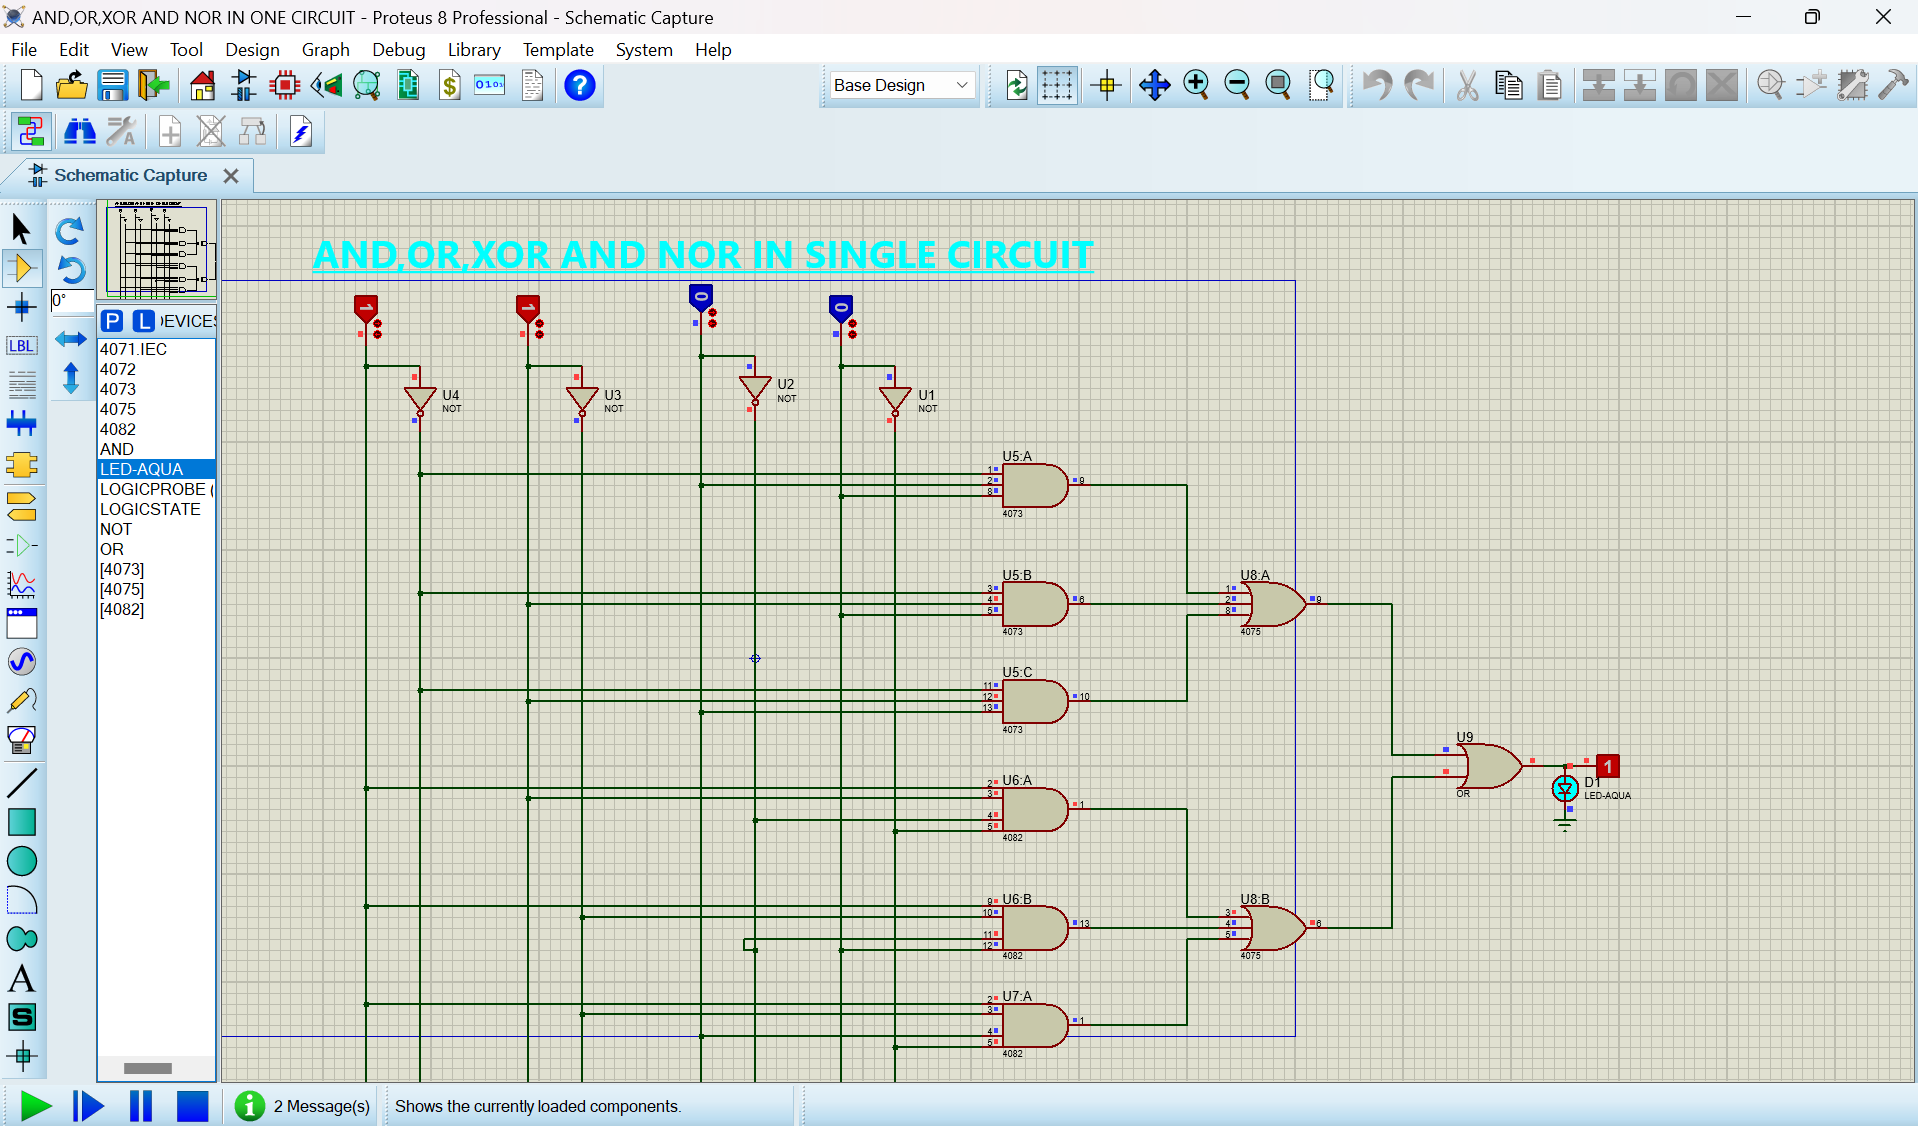 AND,OR,XOR AND NOR IN ONE CIRCUIT - Proteus 8 Professional - Schematic Capture
File Edit View Tool Design Graph Debug Library Template System Help
Base Design
Schematic Capture
0°
P L DEVICES
LBL
4071.IEC
4072
4073
4075
4082
AND
LED-AQUA
LOGICPROBE (
LOGICSTATE
NOT
OR
[4073]
[4075]
[4082]
AND,OR,XOR AND NOR IN SINGLE CIRCUIT
1 1 0 0
U4 NOT
U3 NOT
U2 NOT
U1 NOT
U5:A
1 2 8 9
4073
U5:B
3 4 5 6
4073
U8:A
1 2 8 9
4075
U5:C
11 12 13 10
4073
U9
OR
1
D1
LED-AQUA
U6:A
2 3 4 5 1
4082
U6:B
9 10 11 12 13
4082
U8:B
3 4 5 6
4075
U7:A
2 3 4 5 1
4082
2 Message(s)
Shows the currently loaded components.